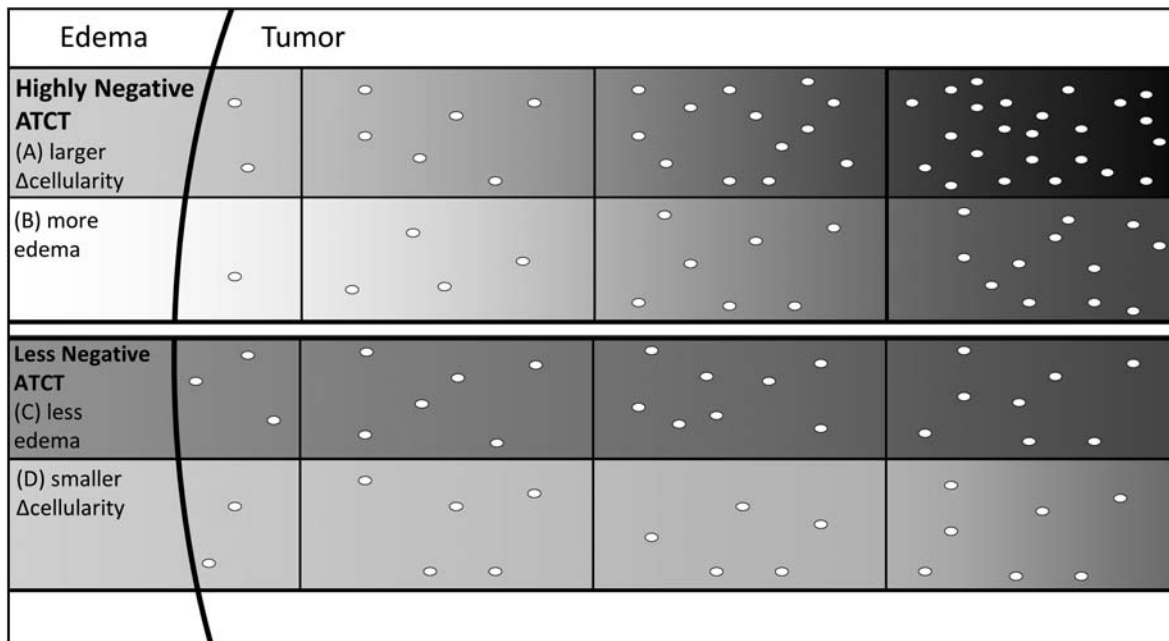 Edema
Tumor
Highly Negative
ATCT
(A) larger
Δcellularity
(B) more
edema
Less Negative
ATCT
(C) less
edema
(D) smaller
Δcellularity